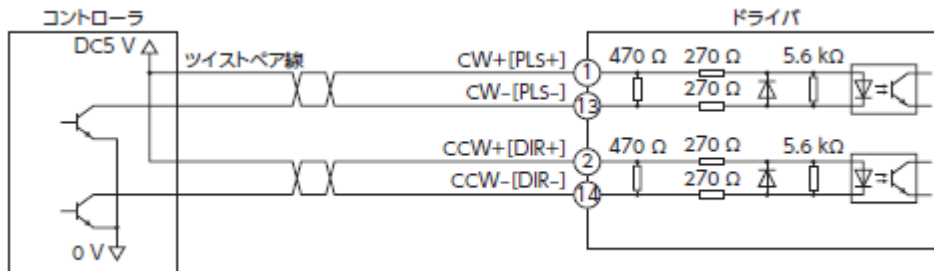 コントローラ
ドライバ
DC5 V
ツイストペア線
CW+[PLS+]
1
470 Ω
270 Ω
5.6 kΩ
CW-[PLS-]
13
270 Ω
CCW+[DIR+]
2
470 Ω
270 Ω
5.6 kΩ
CCW-[DIR-]
14
270 Ω
0 V